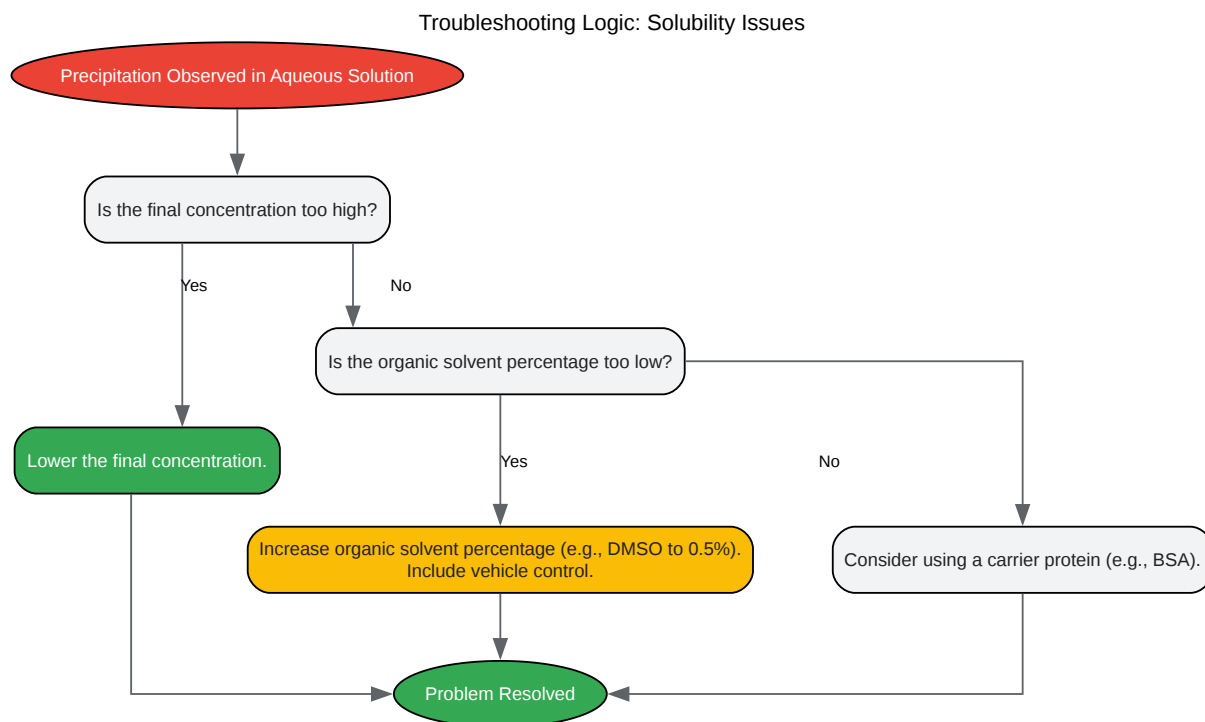 Troubleshooting Logic: Solubility Issues
Precipitation Observed in Aqueous Solution
Is the final concentration too high?
Yes
No
Is the organic solvent percentage too low?
Lower the final concentration.
Yes
No
Increase organic solvent percentage (e.g., DMSO to 0.5%).
Include vehicle control.
Consider using a carrier protein (e.g., BSA).
Problem Resolved